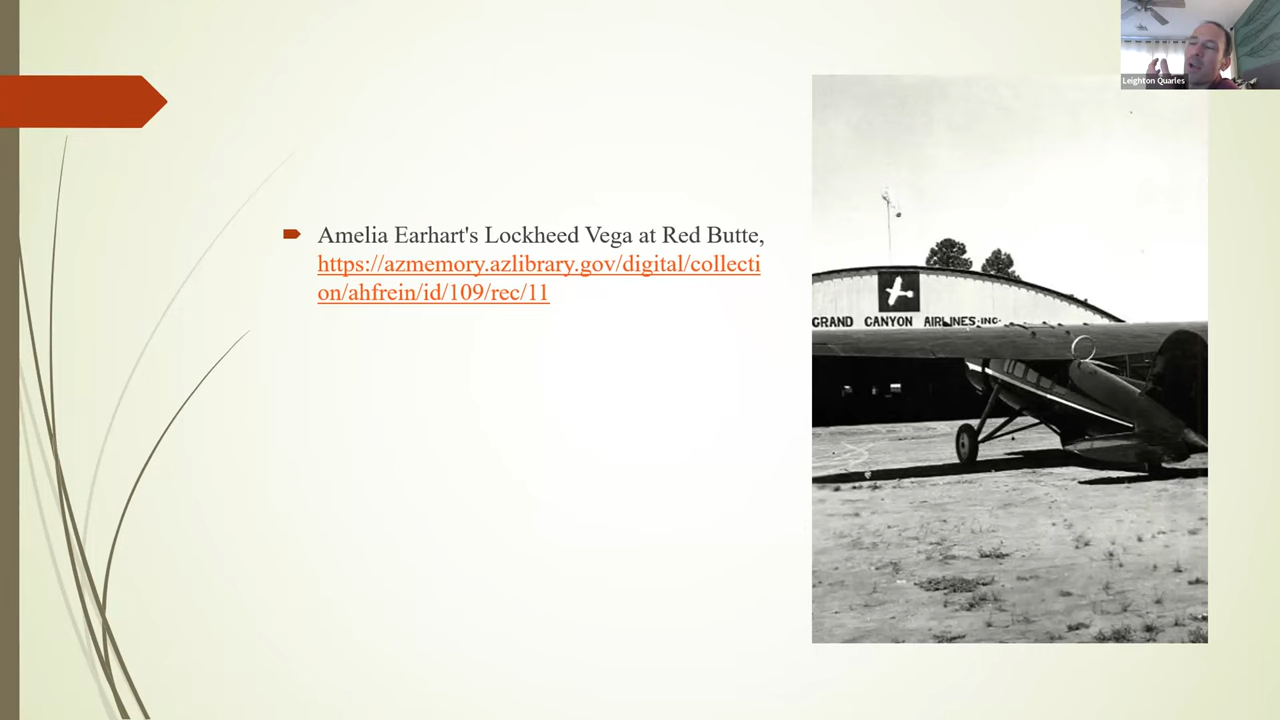 Leighton Quarles
Amelia Earhart's Lockheed Vega at Red Butte,
https://azmemory.azlibrary.gov/digital/collecti
on/ahfrein/id/109/rec/11
GRAND CANYON AIRLINES·INC·